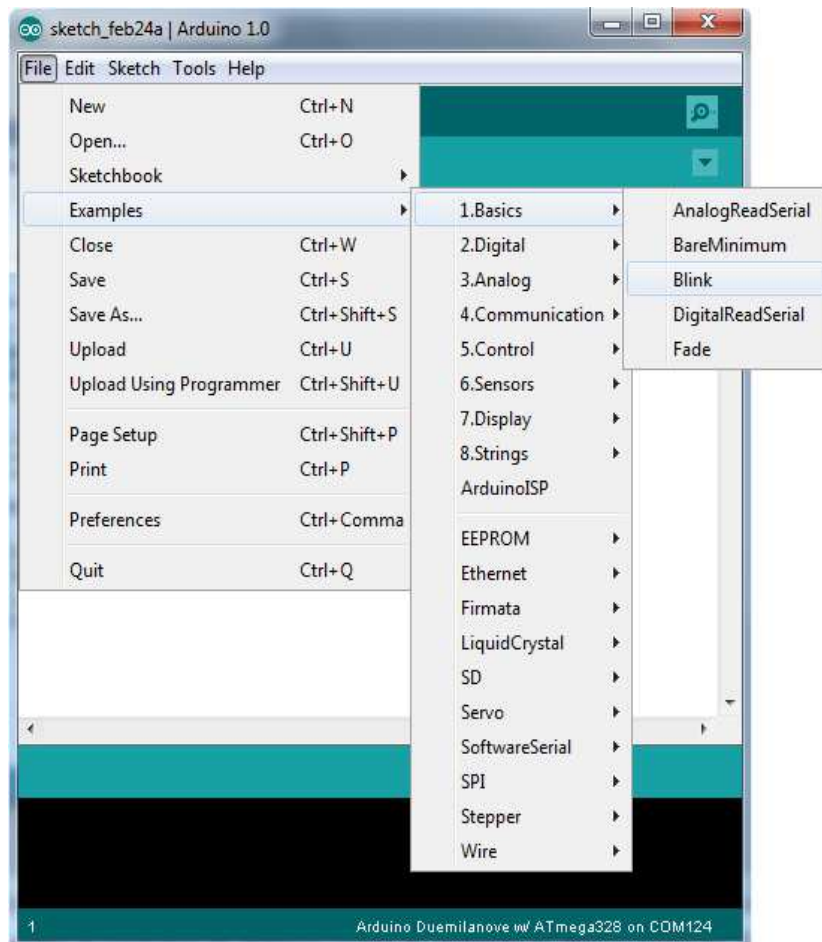 sketch_feb24a | Arduino 1.0
File Edit Sketch Tools Help
New Ctrl+N
Open... Ctrl+O
Sketchbook
Examples
Close Ctrl+W
Save Ctrl+S
Save As... Ctrl+Shift+S
Upload Ctrl+U
Upload Using Programmer Ctrl+Shift+U
Page Setup Ctrl+Shift+P
Print Ctrl+P
Preferences Ctrl+Comma
Quit Ctrl+Q
1.Basics
2.Digital
3.Analog
4.Communication
5.Control
6.Sensors
7.Display
8.Strings
ArduinoISP
EEPROM
Ethernet
Firmata
LiquidCrystal
SD
Servo
SoftwareSerial
SPI
Stepper
Wire
AnalogReadSerial
BareMinimum
Blink
DigitalReadSerial
Fade
1 Arduino Duemilanove w/ ATmega328 on COM124